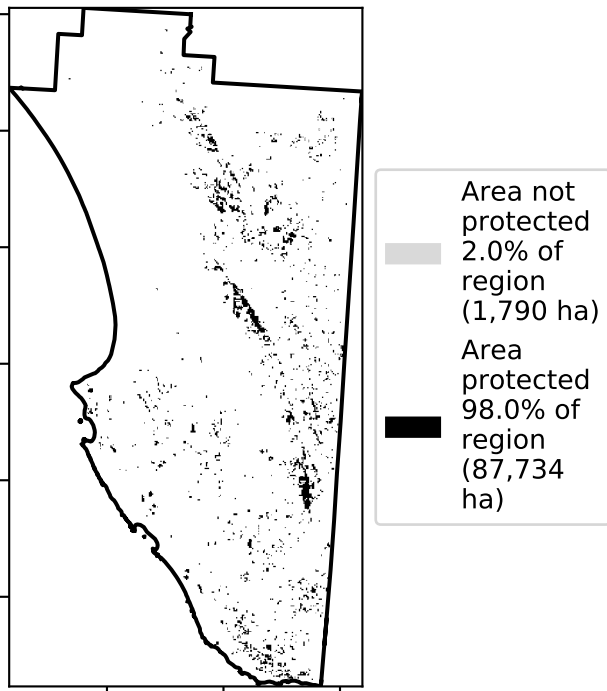 Area not
protected
2.0% of
region
(1,790 ha)
Area
protected
98.0% of
region
(87,734
ha)